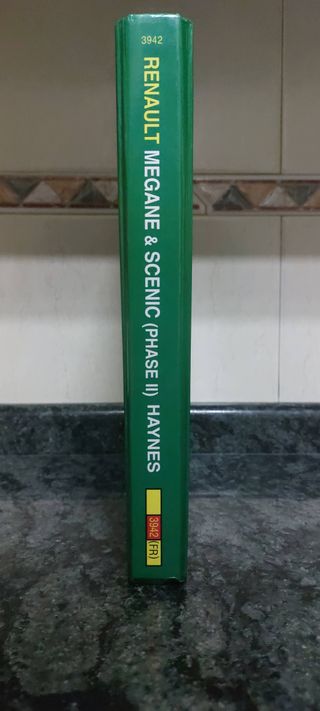 3942
RENAULT MEGANE & SCENIC (PHASE II) HAYNES
3942 (FR)